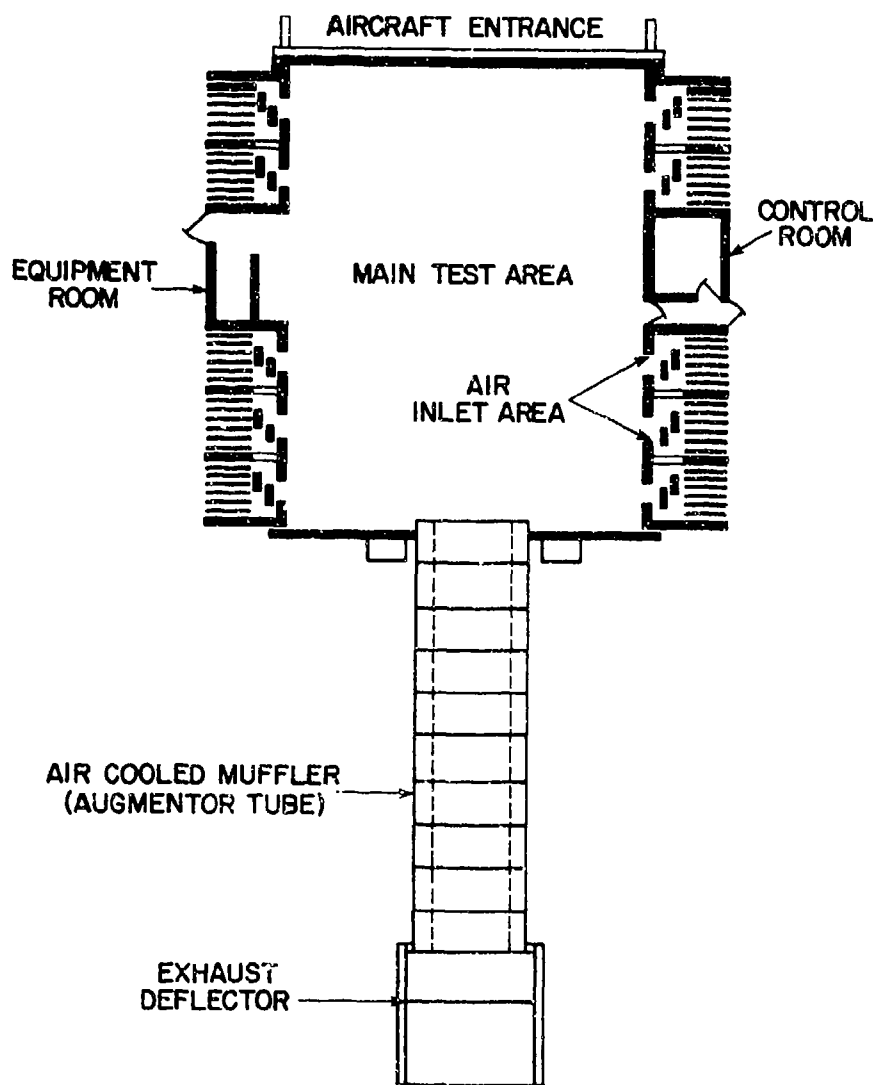 AIRCRAFT ENTRANCE
CONTROL
ROOM
EQUIPMENT
ROOM
MAIN TEST AREA
AIR
INLET AREA
AIR COOLED MUFFLER
(AUGMENTOR TUBE)
EXHAUST
DEFLECTOR